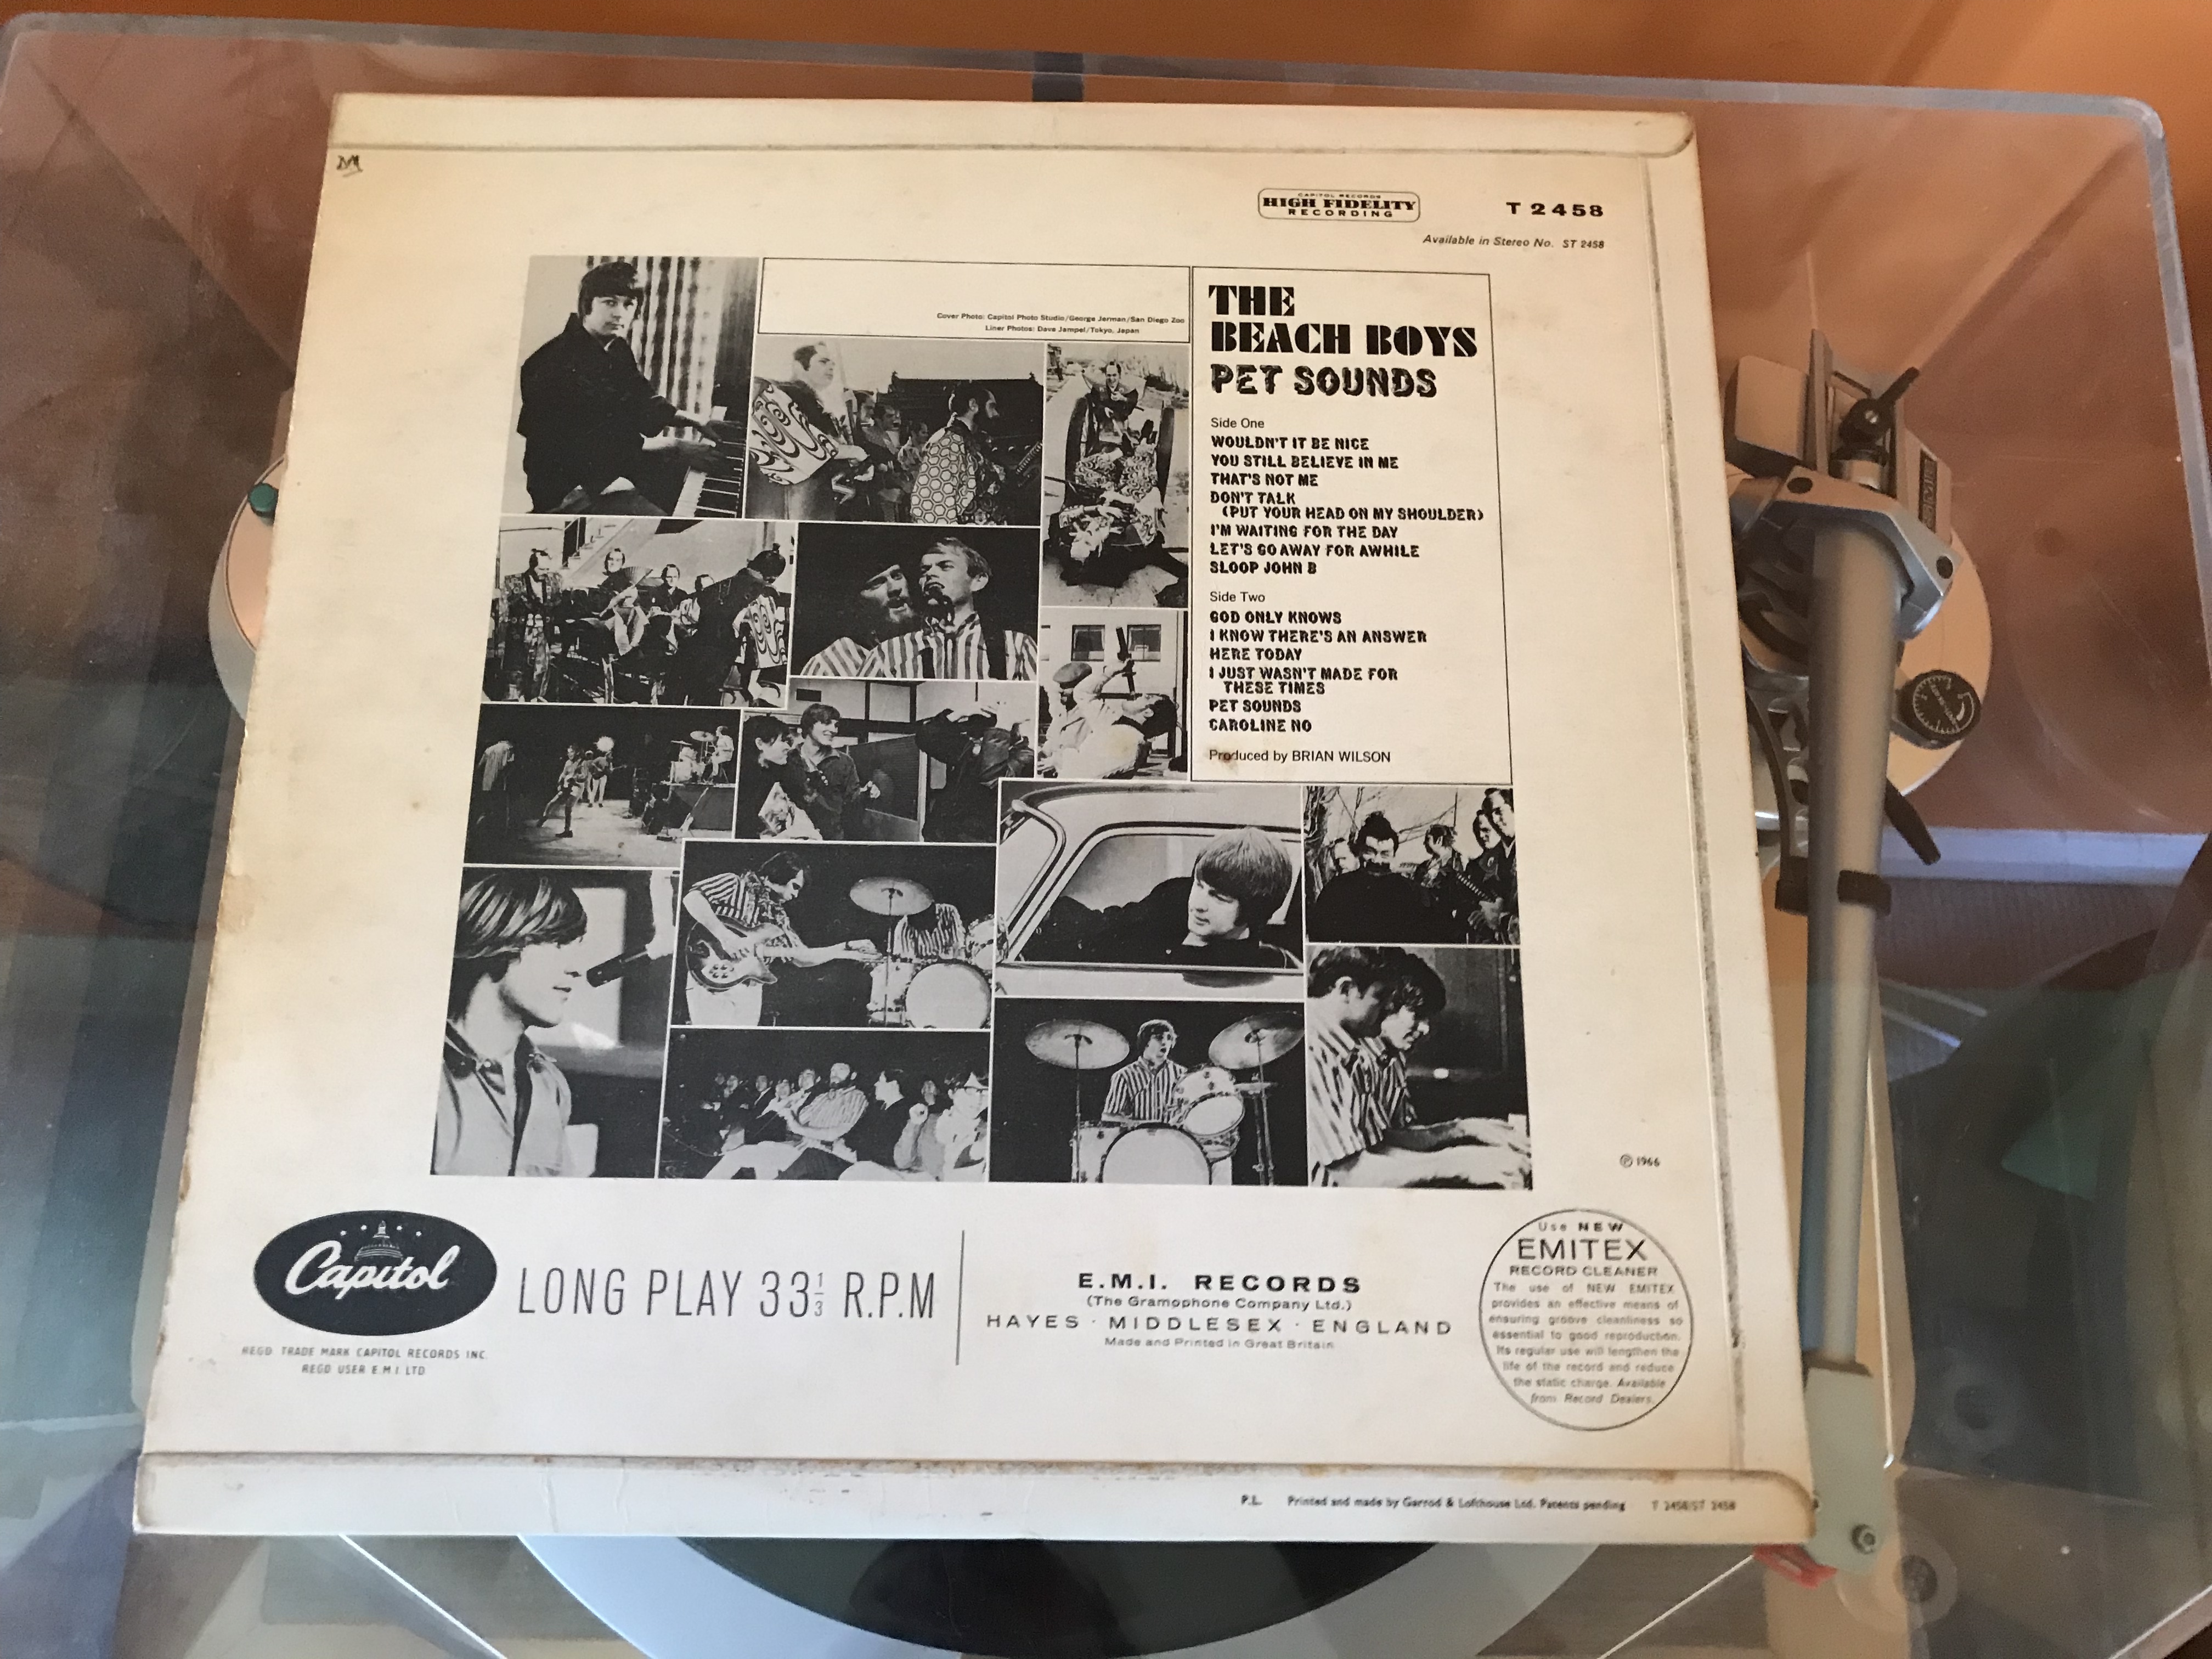 CAPITOL RECORDS
HIGH FIDELITY
RECORDING
T 2458
Available in Stereo No. ST 2458
Cover Photo: Capitol Photo Studio/George Jerman/San Diego Zoo
Liner Photos: Dave Jampel/Tokyo, Japan
THE
BEACH BOYS
PET SOUNDS
Side One
WOULDN'T IT BE NICE
YOU STILL BELIEVE IN ME
THAT'S NOT ME
DON'T TALK
(PUT YOUR HEAD ON MY SHOULDER)
I'M WAITING FOR THE DAY
LET'S GO AWAY FOR AWHILE
SLOOP JOHN B
Side Two
GOD ONLY KNOWS
I KNOW THERE'S AN ANSWER
HERE TODAY
I JUST WASN'T MADE FOR
THESE TIMES
PET SOUNDS
CAROLINE NO
Produced by BRIAN WILSON
℗ 1966
Capitol
REGD TRADE MARK CAPITOL RECORDS INC.
REGD USER E.M.I. LTD
LONG PLAY 33⅓ R.P.M
E.M.I. RECORDS
(The Gramophone Company Ltd.)
HAYES · MIDDLESEX · ENGLAND
Made and Printed in Great Britain
Use NEW
EMITEX
RECORD CLEANER
The use of NEW EMITEX
provides an effective means of
ensuring groove cleanliness so
essential to good reproduction.
Its regular use will lengthen the
life of the record and reduce
the static charge. Available
from Record Dealers.
P.L. Printed and made by Garrod & Lofthouse Ltd. Patents pending T 2458/ST 2458